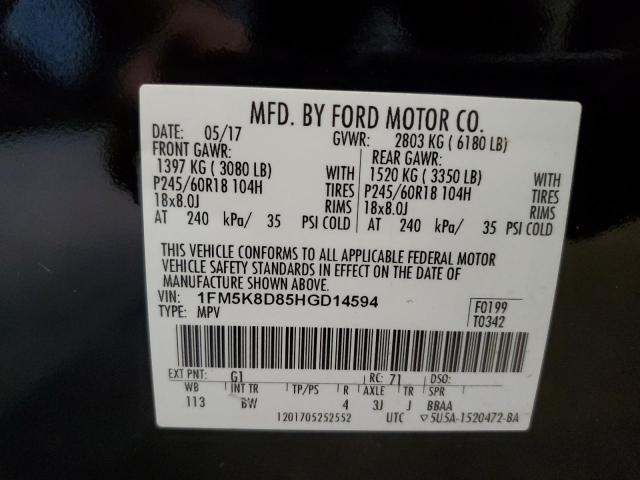 MFD. BY FORD MOTOR CO.
DATE: 05/17 GVWR: 2803 KG ( 6180 LB)
FRONT GAWR: REAR GAWR:
1397 KG ( 3080 LB) 1520 KG ( 3350 LB)
P245/60R18 104H TIRES P245/60R18 104H TIRES
18x8.0J RIMS 18x8.0J RIMS
AT 240 kPa/ 35 PSI COLD AT 240 kPa/ 35 PSI COLD
THIS VEHICLE CONFORMS TO ALL APPLICABLE FEDERAL MOTOR
VEHICLE SAFETY STANDARDS IN EFFECT ON THE DATE OF
MANUFACTURE SHOWN ABOVE.
VIN: 1FM5K8D85HGD14594 F0199
TYPE: MPV T0342
EXT PNT: G1 RC: 71 DSO:
WB INT TR TP/PS R AXLE TR SPR
113 BW 4 3J J BBAA
1201705252552 UTC ▽5U5A-1520472-BA